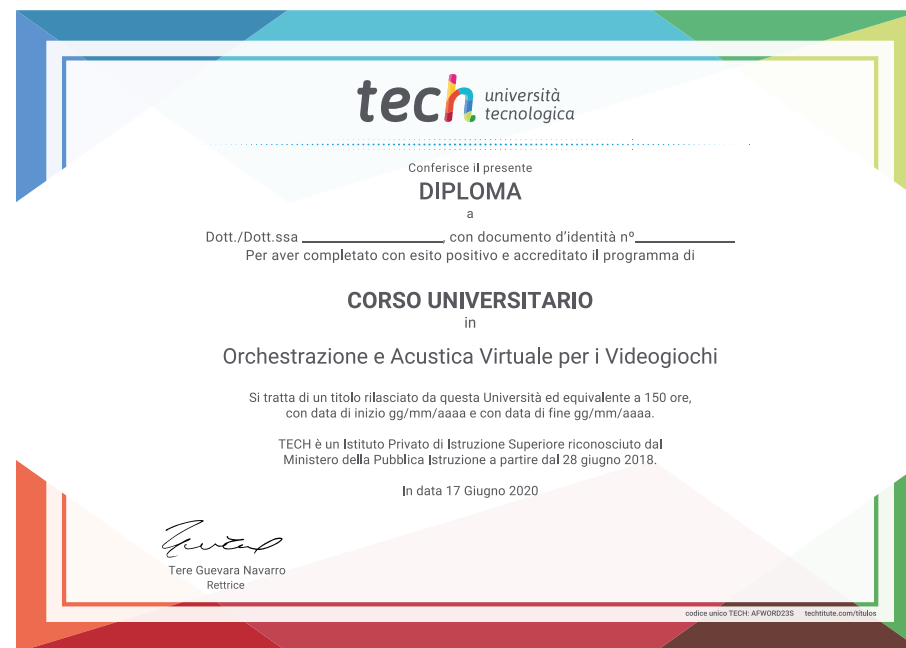 tech università
tecnologica
Conferisce il presente
DIPLOMA
a
Dott./Dott.ssa ____________________, con documento d'identità nº______________
Per aver completato con esito positivo e accreditato il programma di
CORSO UNIVERSITARIO
in
Orchestrazione e Acustica Virtuale per i Videogiochi
Si tratta di un titolo rilasciato da questa Università ed equivalente a 150 ore,
con data di inizio gg/mm/aaaa e con data di fine gg/mm/aaaa.
TECH è un Istituto Privato di Istruzione Superiore riconosciuto dal
Ministero della Pubblica Istruzione a partire dal 28 giugno 2018.
In data 17 Giugno 2020
Tere Guevara Navarro
Rettrice
codice unico TECH: AFWORD23S techtitute.com/titulos